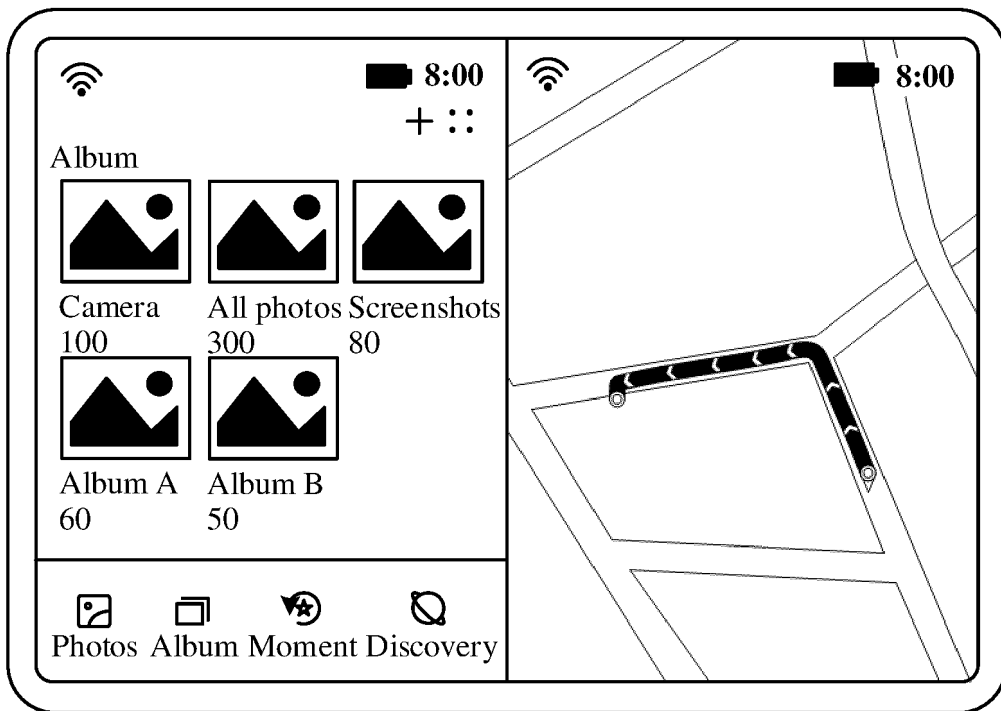 8:00
Album
Camera All photos Screenshots
100 300 80
Album A Album B
60 50
Photos Album Moment Discovery
8:00